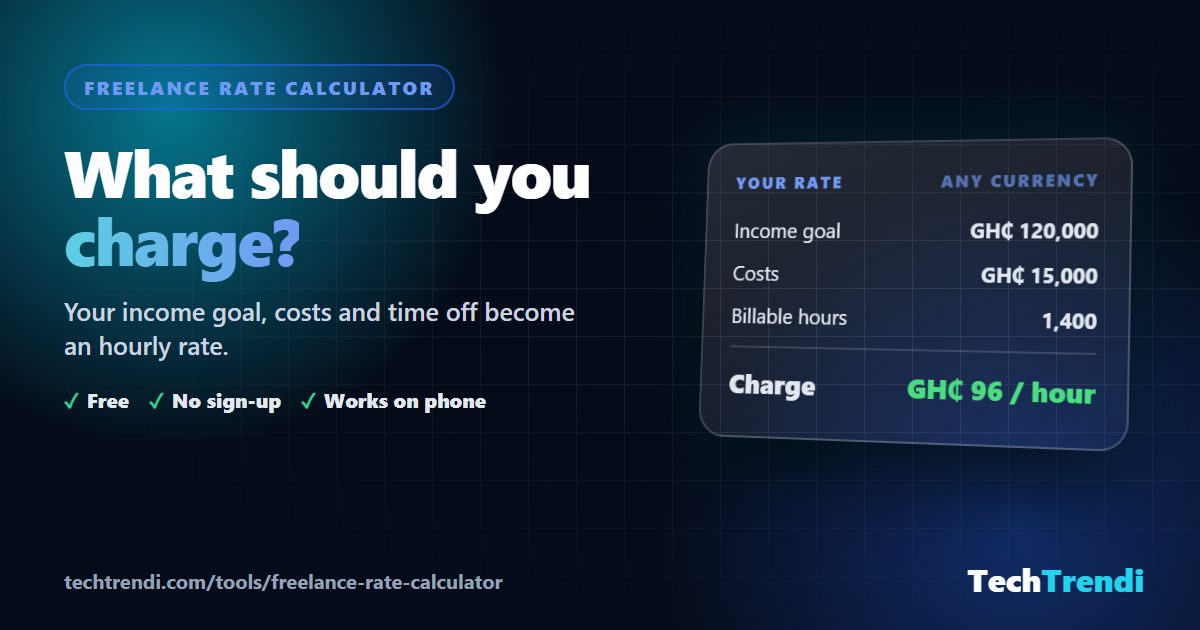 FREELANCE RATE CALCULATOR
What should you
charge?
Your income goal, costs and time off become
an hourly rate.
✓ Free ✓ No sign-up ✓ Works on phone
YOUR RATE ANY CURRENCY
Income goal GH₵ 120,000
Costs GH₵ 15,000
Billable hours 1,400
Charge GH₵ 96 / hour
techtrendi.com/tools/freelance-rate-calculator
TechTrendi